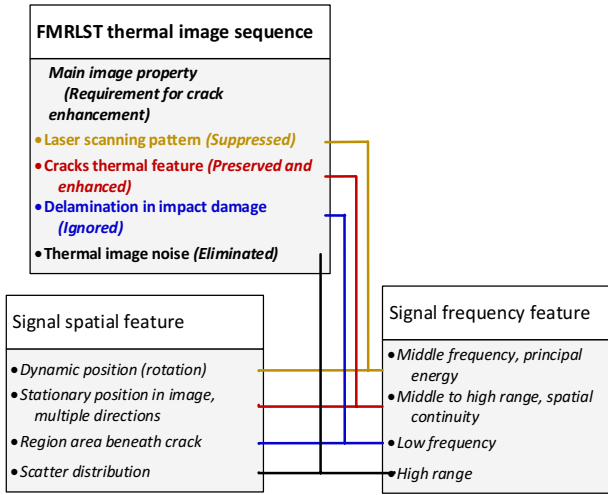 FMRLST thermal image sequence
Main image property
(Requirement for crack
enhancement)
•Laser scanning pattern (Suppressed)
•Cracks thermal feature (Preserved and
enhanced)
•Delamination in impact damage
(Ignored)
•Thermal image noise (Eliminated)
Signal spatial feature
•Dynamic position (rotation)
•Stationary position in image,
multiple directions
•Region area beneath crack
•Scatter distribution
Signal frequency feature
•Middle frequency, principal
energy
•Middle to high range, spatial
continuity
•Low frequency
•High range